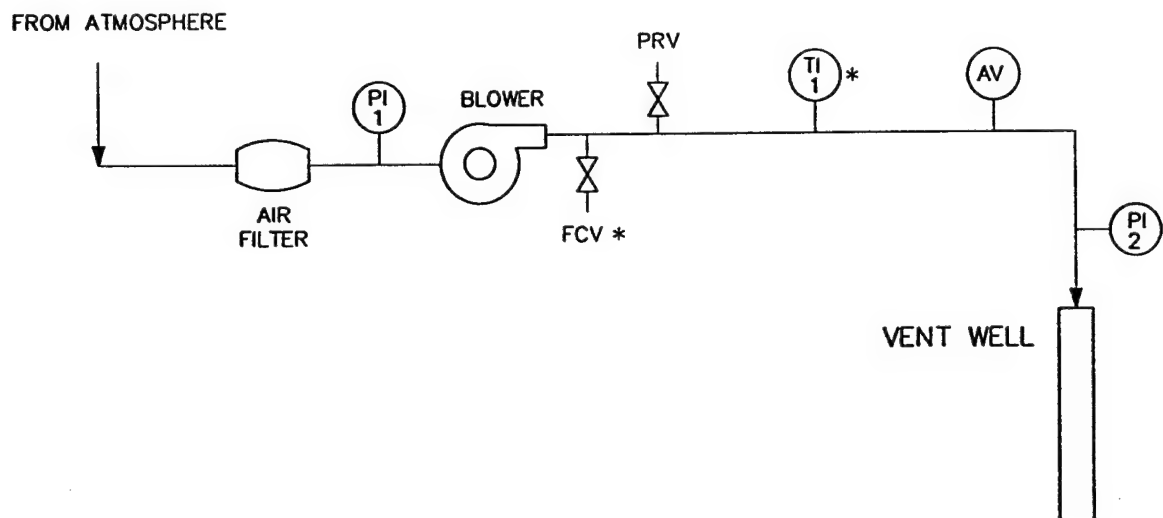 FROM ATMOSPHERE
PRV
TI
1 *
AV
PI
1
BLOWER
AIR
FILTER
FCV *
PI
2
VENT WELL